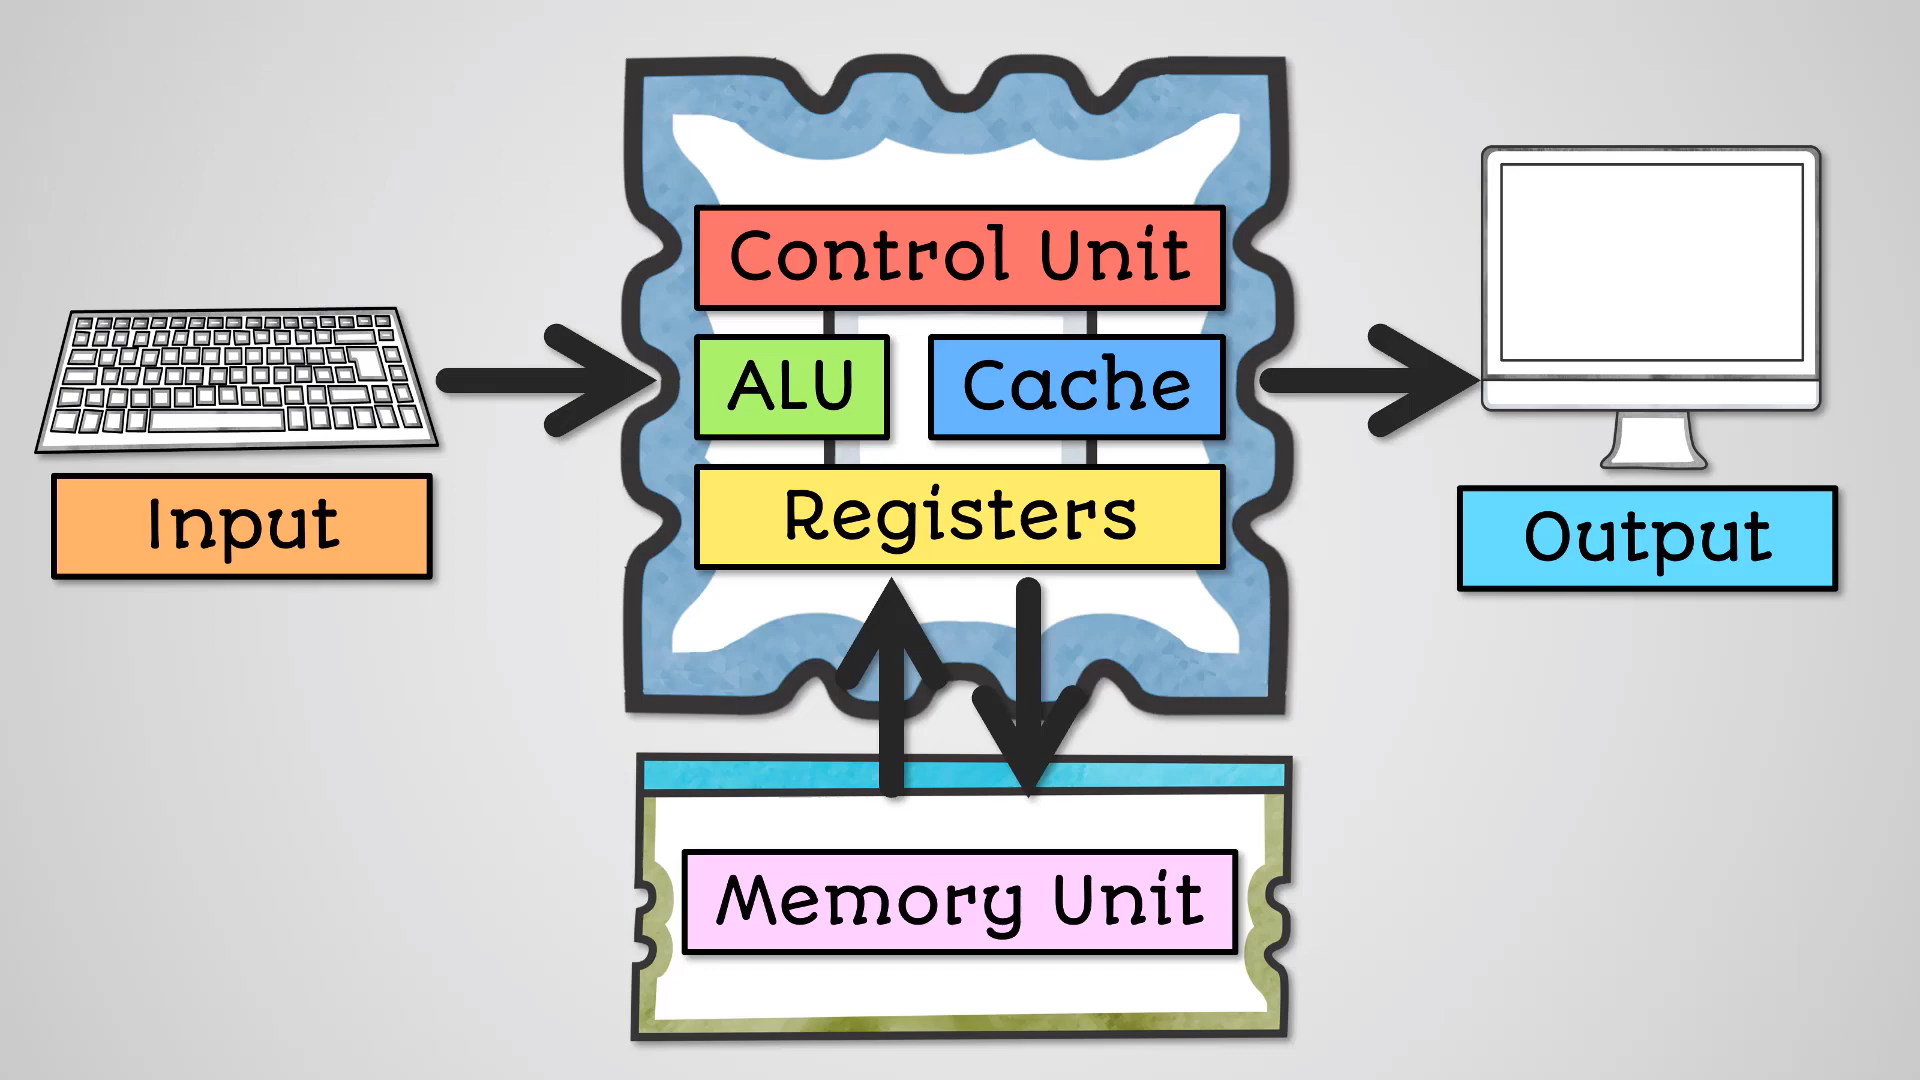 Control Unit
ALU
Cache
Registers
Input
Output
Memory Unit